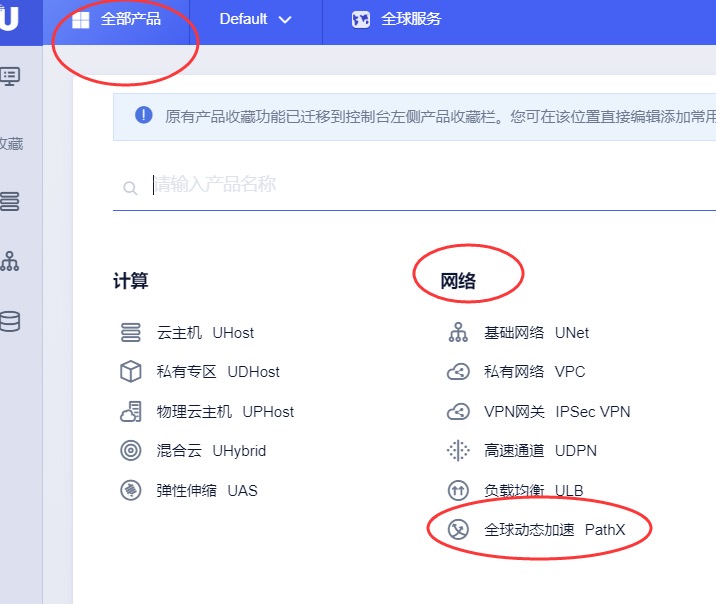 U 全部产品 Default 全球服务
收藏
原有产品收藏功能已迁移到控制台左侧产品收藏栏。您可在该位置直接编辑添加常用
请输入产品名称
计算
云主机 UHost
私有专区 UDHost
物理云主机 UPHost
混合云 UHybrid
弹性伸缩 UAS
网络
基础网络 UNet
私有网络 VPC
VPN网关 IPSec VPN
高速通道 UDPN
负载均衡 ULB
全球动态加速 PathX